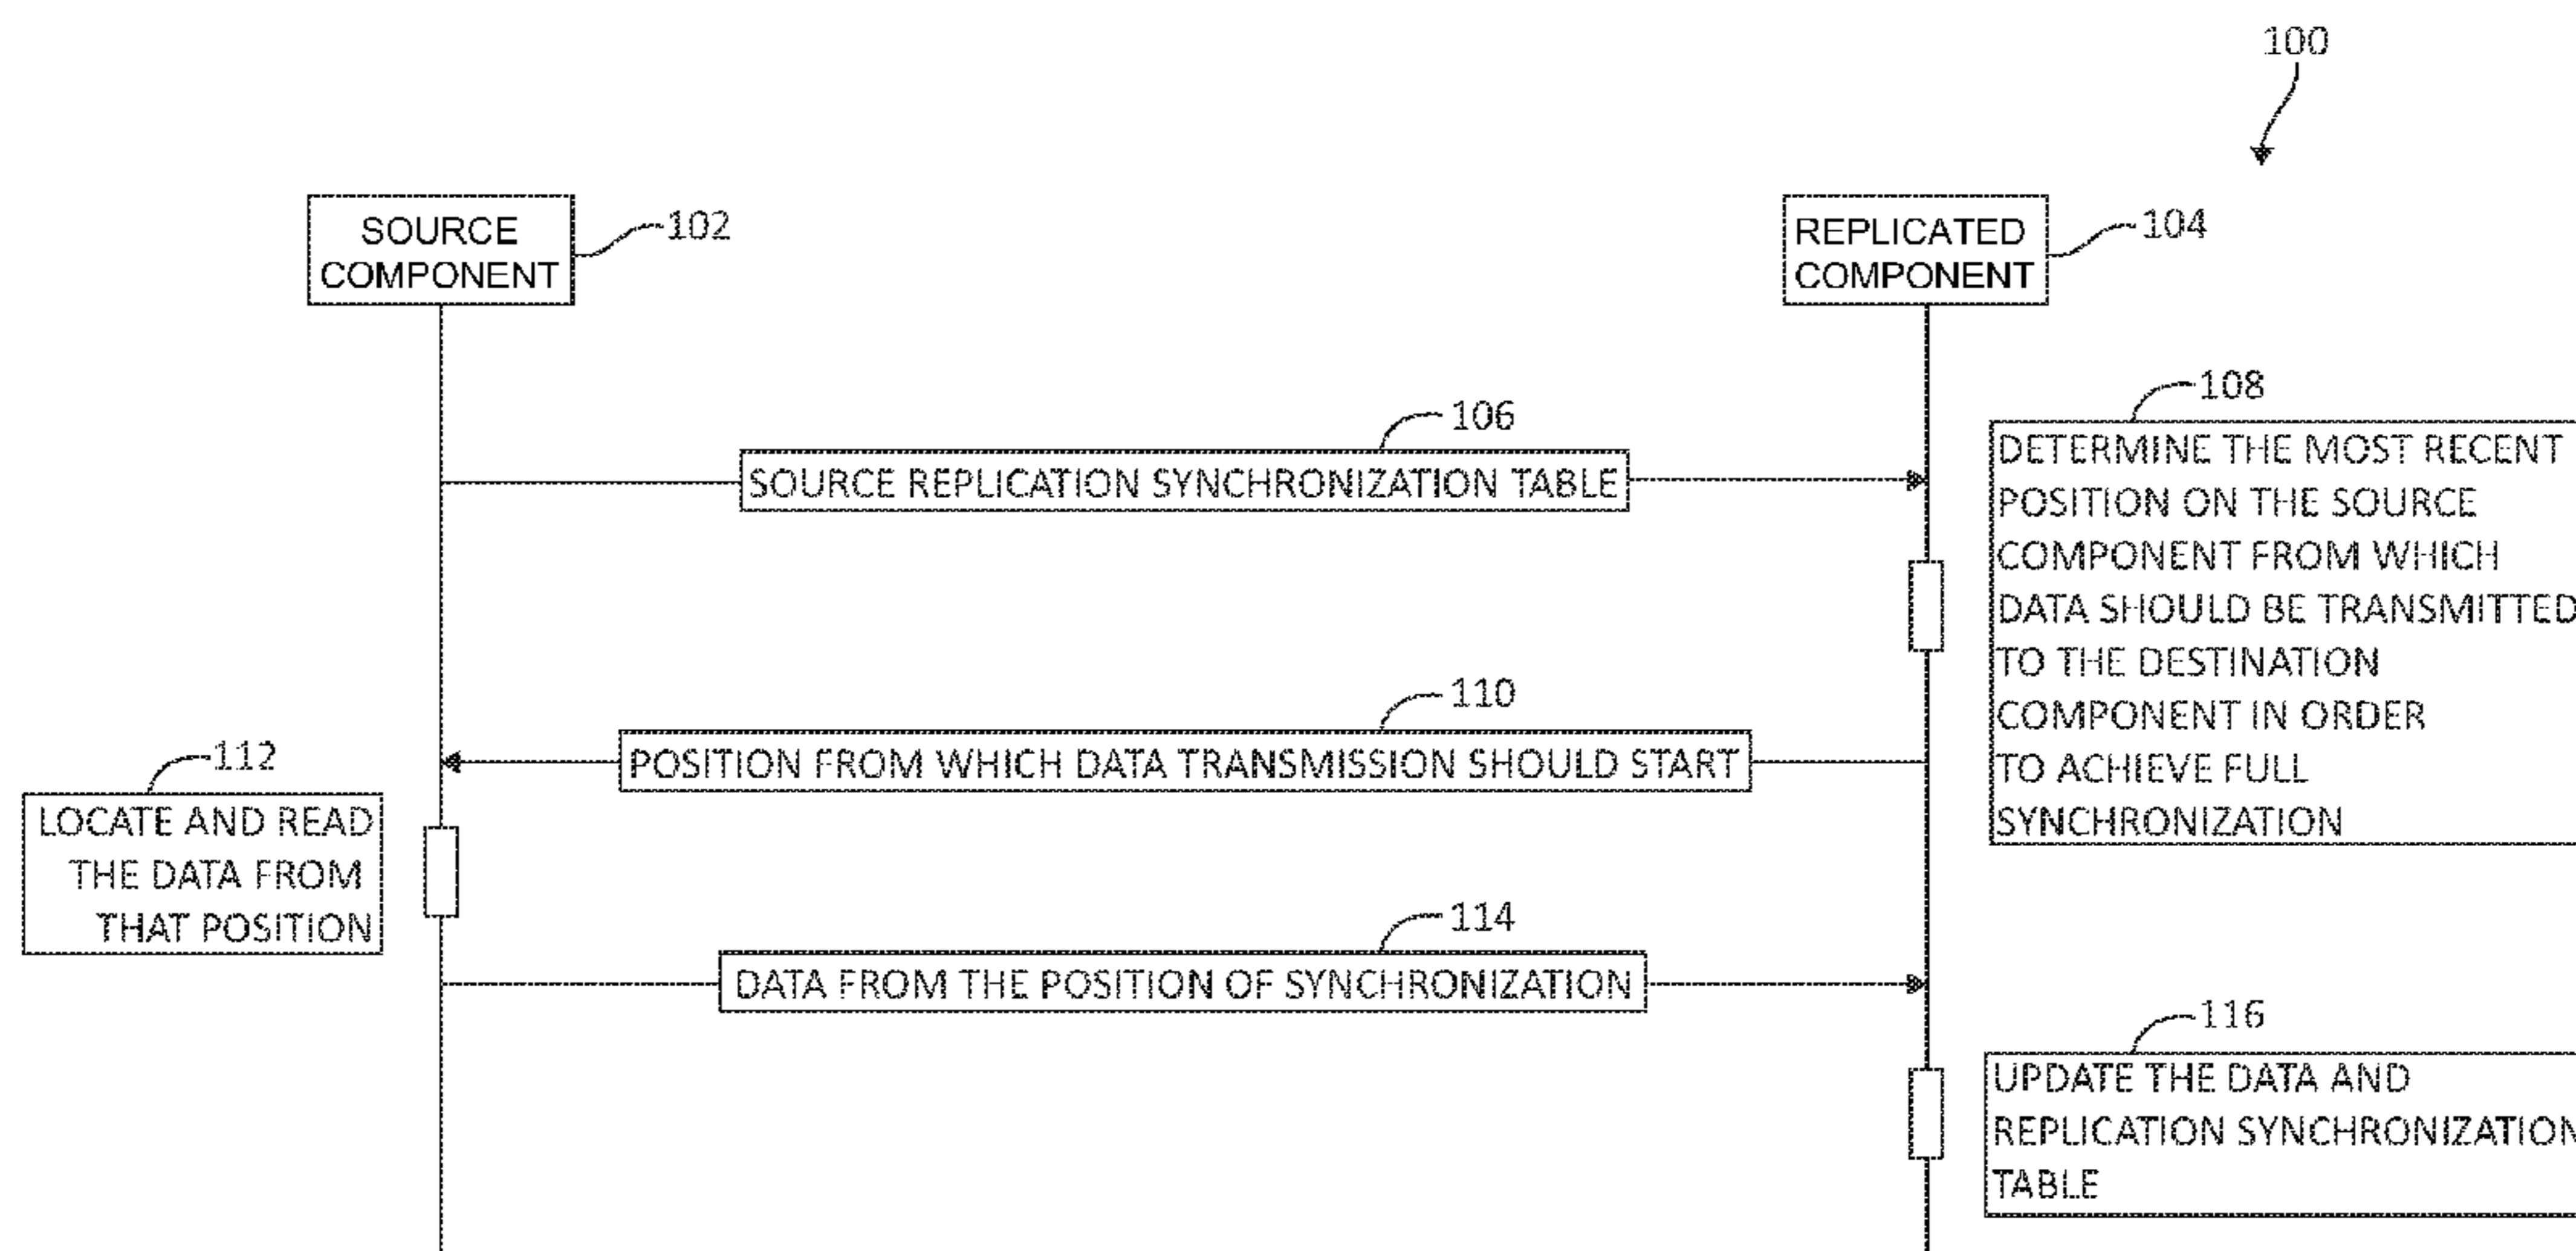 100
SOURCE
COMPONENT
102
REPLICATED
COMPONENT
104
106
SOURCE REPLICATION SYNCHRONIZATION TABLE
108
DETERMINE THE MOST RECENT
POSITION ON THE SOURCE
COMPONENT FROM WHICH
DATA SHOULD BE TRANSMITTED
TO THE DESTINATION
COMPONENT IN ORDER
TO ACHIEVE FULL
SYNCHRONIZATION
110
POSITION FROM WHICH DATA TRANSMISSION SHOULD START
112
LOCATE AND READ
THE DATA FROM
THAT POSITION
114
DATA FROM THE POSITION OF SYNCHRONIZATION
116
UPDATE THE DATA AND
REPLICATION SYNCHRONIZATION
TABLE